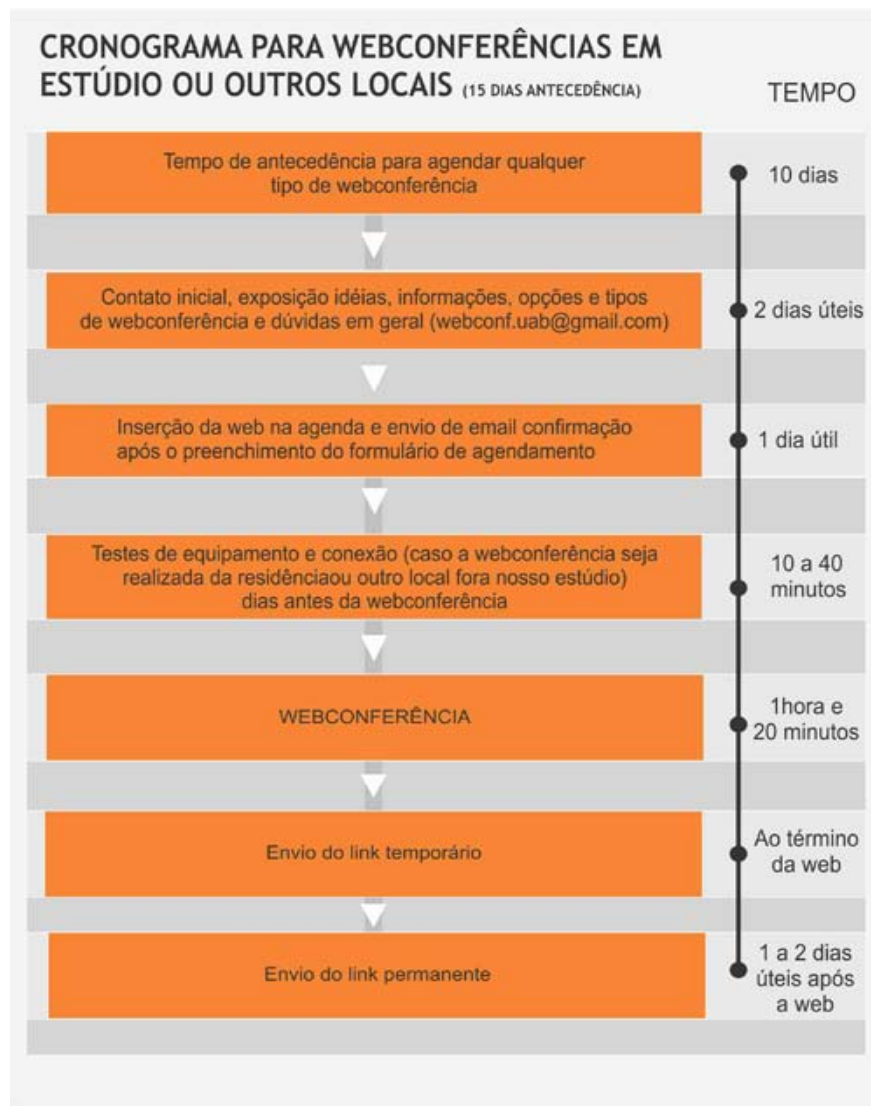 CRONOGRAMA PARA WEBCONFERÊNCIAS EM
ESTÚDIO OU OUTROS LOCAIS (15 DIAS ANTECEDÊNCIA)
TEMPO
Tempo de antecedência para agendar qualquer
tipo de webconferência
10 dias
Contato inicial, exposição idéias, informações, opções e tipos
de webconferência e dúvidas em geral (webconf.uab@gmail.com)
2 dias úteis
Inserção da web na agenda e envio de email confirmação
após o preenchimento do formulário de agendamento
1 dia útil
Testes de equipamento e conexão (caso a webconferência seja
realizada da residênciaou outro local fora nosso estúdio)
dias antes da webconferência
10 a 40
minutos
WEBCONFERÊNCIA
1hora e
20 minutos
Envio do link temporário
Ao término
da web
Envio do link permanente
1 a 2 dias
úteis após
a web